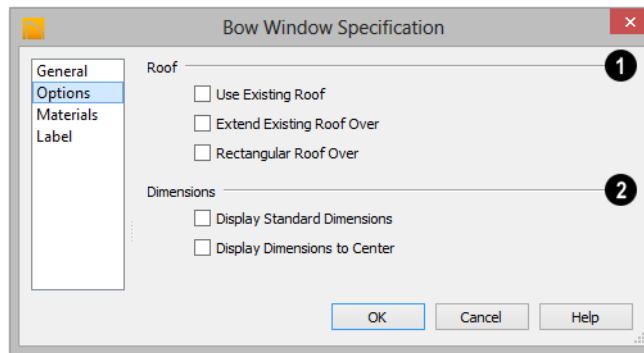 Bow Window Specification
General
Options
Materials
Label
Roof
1
Use Existing Roof
Extend Existing Roof Over
Rectangular Roof Over
Dimensions
2
Display Standard Dimensions
Display Dimensions to Center
OK
Cancel
Help